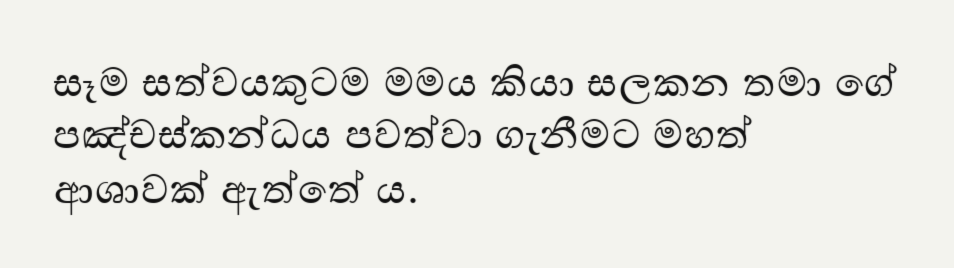 සෑම සත්වයකුටම මමය කියා සලකන තමා ගේ
පඤ්චස්කන්ධය පවත්වා ගැනීමට මහත්
ආශාවක් ඇත්තේ ය.